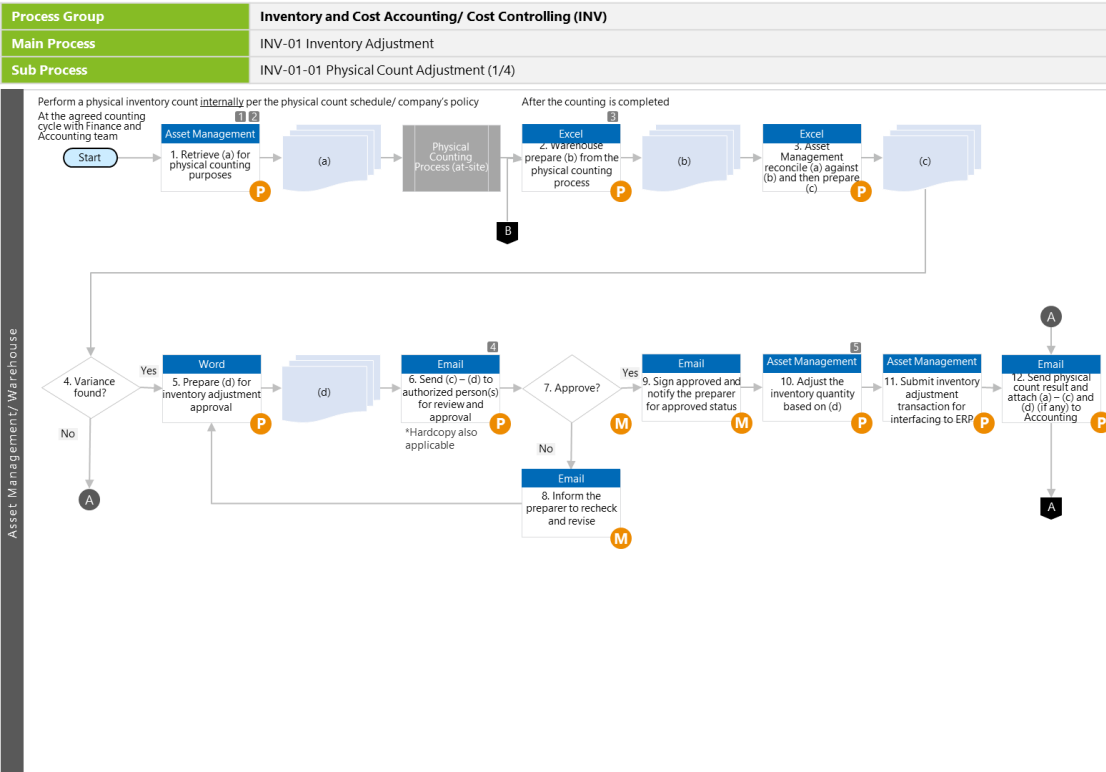 Process Group
Inventory and Cost Accounting/ Cost Controlling (INV)
Main Process
INV-01 Inventory Adjustment
Sub Process
INV-01-01 Physical Count Adjustment (1/4)
Asset Management/ Warehouse
Perform a physical inventory count internally per the physical count schedule/ company's policy
After the counting is completed
At the agreed counting
cycle with Finance and
Accounting team
Start
1 2
Asset Management
1. Retrieve (a) for
physical counting
purposes
P
(a)
Physical
Counting
Process (at-site)
B
3
Excel
2. Warehouse
prepare (b) from the
physical counting
process
P
(b)
Excel
3. Asset
Management
reconcile (a) against
(b) and then prepare
(c)
P
(c)
4. Variance
found?
Yes
No
A
Word
5. Prepare (d) for
inventory adjustment
approval
P
(d)
4
Email
6. Send (c) – (d) to
authorized person(s)
for review and
approval
P
*Hardcopy also
applicable
7. Approve?
M
Yes
No
Email
8. Inform the
preparer to recheck
and revise
M
Email
9. Sign approved and
notify the preparer
for approved status
M
5
Asset Management
10. Adjust the
inventory quantity
based on (d)
P
Asset Management
11. Submit inventory
adjustment
transaction for
interfacing to ERP
P
A
Email
12. Send physical
count result and
attach (a) – (c) and
(d) (if any) to
Accounting
P
A